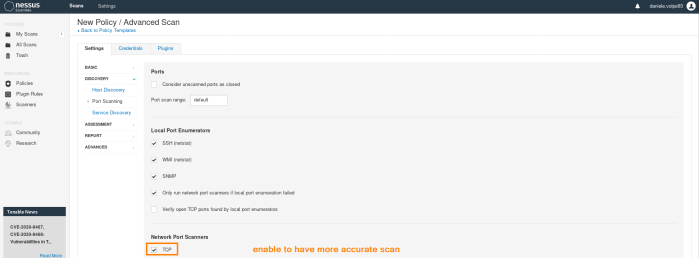 nessus
Scans
Settings
daniele.volpe83
FOLDERS
My Scans
All Scans
Trash
RESOURCES
Policies
Plugin Rules
Scanners
TENABLE
Community
Research
Tenable News
CVE-2020-8467,
CVE-2020-8468:
Vulnerabilities in T...
Read More
New Policy / Advanced Scan
Back to Policy Templates
Settings
Credentials
Plugins
BASIC
DISCOVERY
Host Discovery
Port Scanning
Service Discovery
ASSESSMENT
REPORT
ADVANCED
Ports
Consider unscanned ports as closed
Port scan range: default
Local Port Enumerators
SSH (netstat)
WMI (netstat)
SNMP
Only run network port scanners if local port enumeration failed
Verify open TCP ports found by local port enumerators
Network Port Scanners
TCP
enable to have more accurate scan